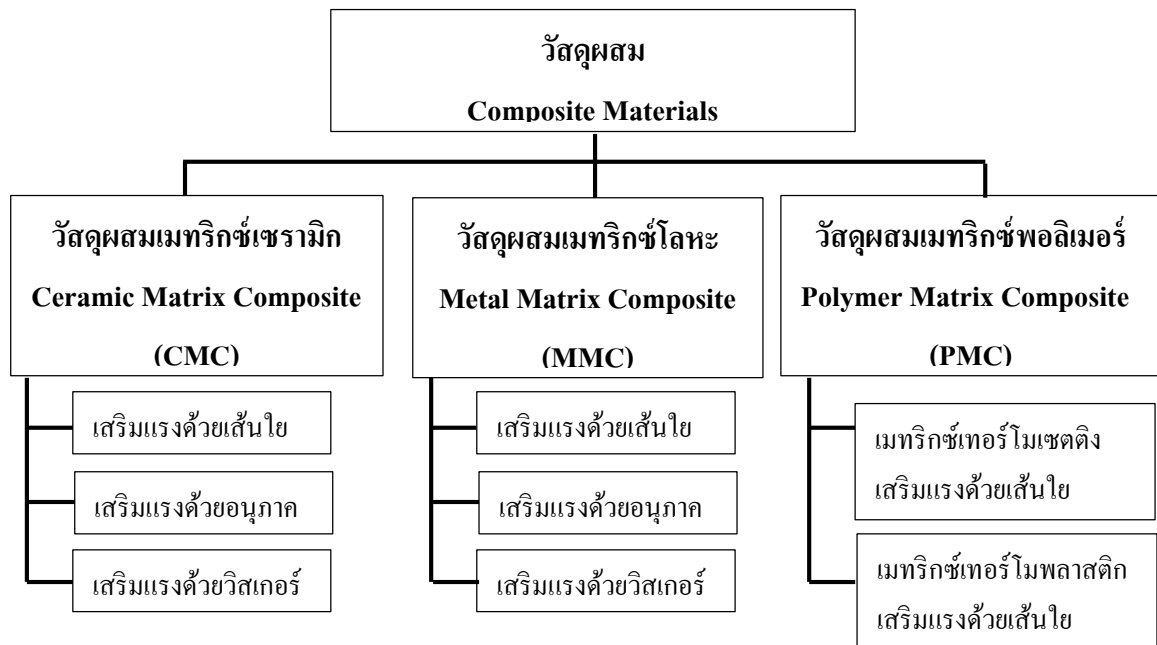 วัสดุผสม
Composite Materials
วัสดุผสมเมทริกซ์เซรามิก
Ceramic Matrix Composite
(CMC)
วัสดุผสมเมทริกซ์โลหะ
Metal Matrix Composite
(MMC)
วัสดุผสมเมทริกซ์พอลิเมอร์
Polymer Matrix Composite
(PMC)
เสริมแรงด้วยเส้นใย
เสริมแรงด้วยอนุภาค
เสริมแรงด้วยวิสเกอร์
เสริมแรงด้วยเส้นใย
เสริมแรงด้วยอนุภาค
เสริมแรงด้วยวิสเกอร์
เมทริกซ์เทอร์โมเซตติง
เสริมแรงด้วยเส้นใย
เมทริกซ์เทอร์โมพลาสติก
เสริมแรงด้วยเส้นใย